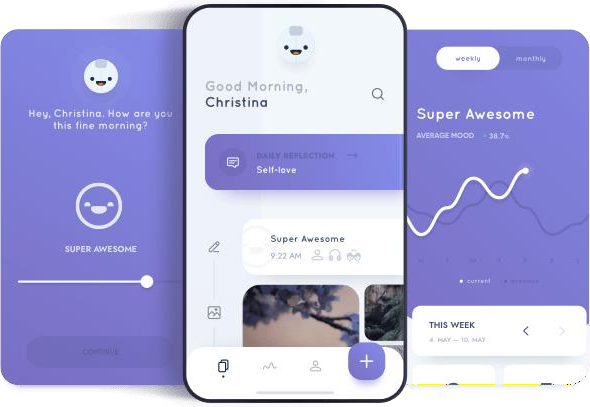 Hey, Christina. How are you
this fine morning?
SUPER AWESOME
CONTINUE
Good Morning,
Christina
DAILY REFLECTION
Self-love
Super Awesome
9:22 AM
weekly
monthly
Super Awesome
AVERAGE MOOD
38,7%
current
previous
THIS WEEK
4. MAY — 10. MAY